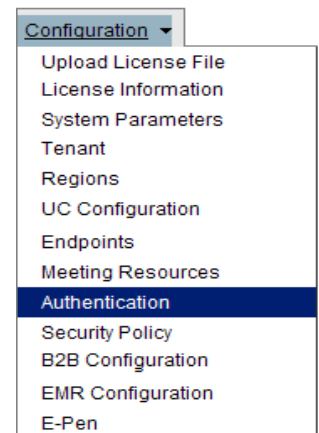 Configuration
Upload License File
License Information
System Parameters
Tenant
Regions
UC Configuration
Endpoints
Meeting Resources
Authentication
Security Policy
B2B Configuration
EMR Configuration
E-Pen